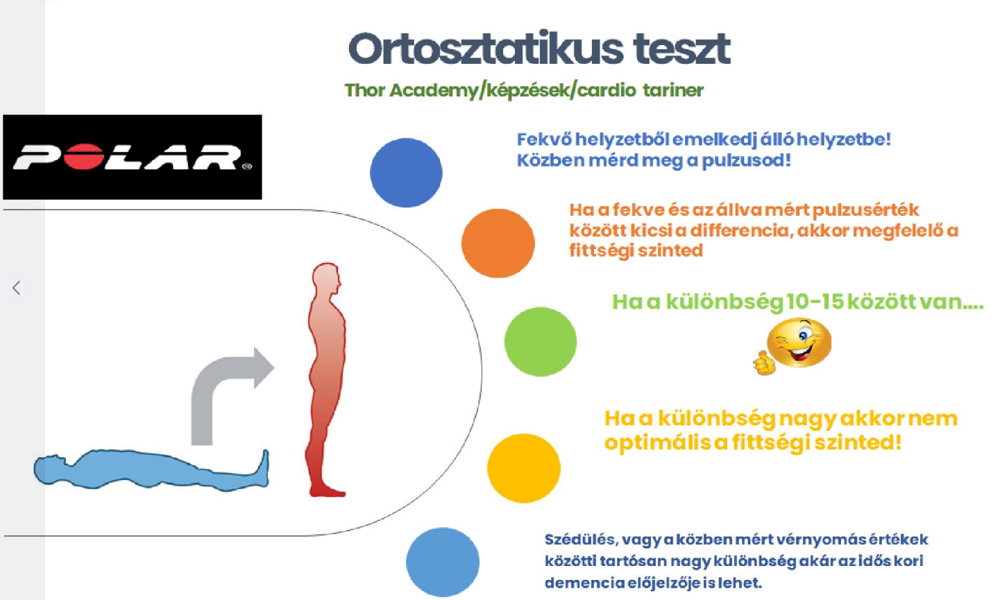 Ortosztatikus teszt
Thor Academy/képzések/cardio tariner
POLAR®
Fekvő helyzetből emelkedj álló helyzetbe!
Közben mérd meg a pulzusod!
Ha a fekve és az állva mért pulzusérték
között kicsi a differencia, akkor megfelelő a
fittségi szinted
Ha a különbség 10-15 között van....
Ha a különbség nagy akkor nem
optimális a fittségi szinted!
Szédülés, vagy a közben mért vérnyomás értékek
közötti tartósan nagy különbség akár az idős kori
demencia előjelzője is lehet.